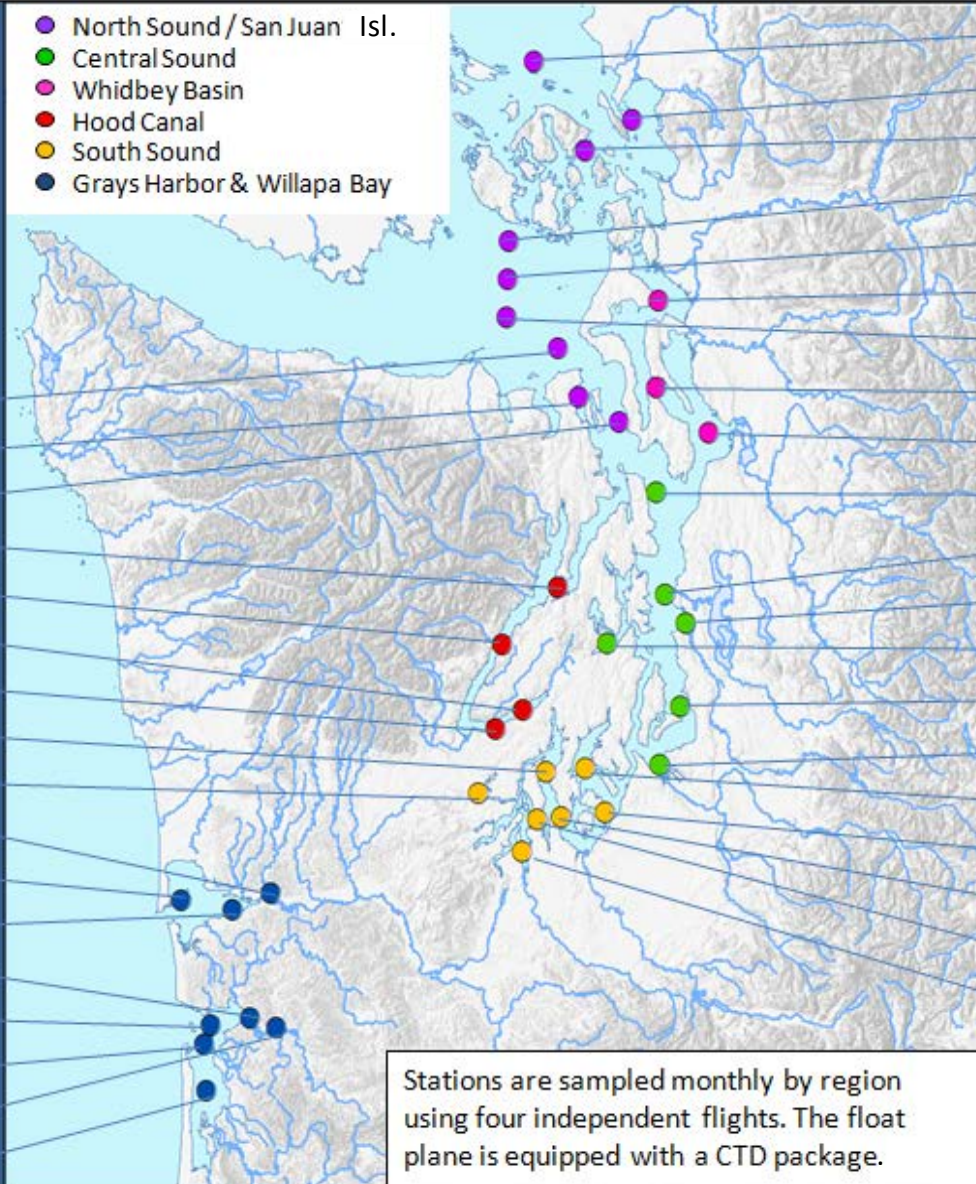 North Sound / San Juan Isl.
Central Sound
Whidbey Basin
Hood Canal
South Sound
Grays Harbor & Willapa Bay
Stations are sampled monthly by region
using four independent flights. The float
plane is equipped with a CTD package.